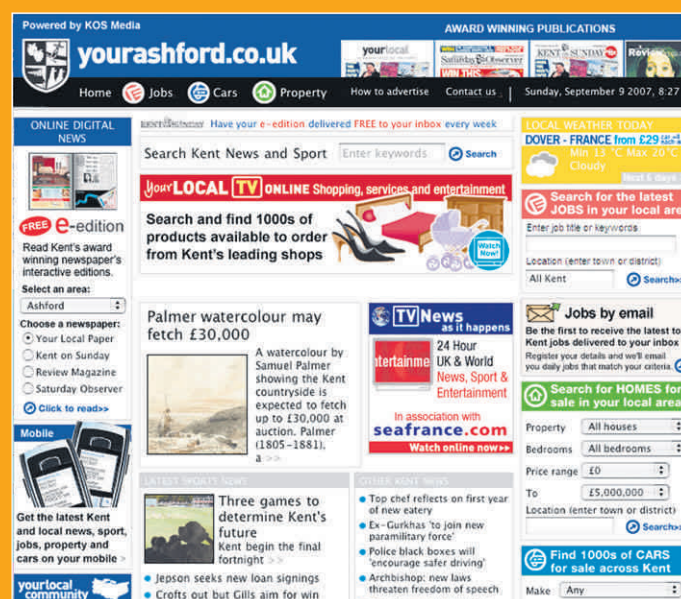 Powered by KOS Media
AWARD WINNING PUBLICATIONS
yourashford.co.uk
yourlocal
Saturday Observer
WIN THIS
KENT SUNDAY
Home Jobs Cars Property How to advertise Contact us | Sunday, September 9 2007, 8:27
ONLINE DIGITAL
NEWS
FREE e-edition
Read Kent's award
winning newspaper's
interactive editions.
Select an area:
Ashford
Choose a newspaper:
Your Local Paper
Kent on Sunday
Review Magazine
Saturday Observer
Click to read>>
Mobile
Get the latest Kent
and local news, sport,
jobs, property and
cars on your mobile >
yourlocal
community
Have your e-edition delivered FREE to your inbox every week
Search Kent News and Sport Enter keywords Search
Your LOCAL TV ONLINE Shopping, services and entertainment
Search and find 1000s of
products available to order
from Kent's leading shops
Watch
Now!
Palmer watercolour may
fetch £30,000
A watercolour by
Samuel Palmer
showing the Kent
countryside is
expected to fetch
up to £30,000 at
auction. Palmer
(1805-1881),
a >>
TV News
as it happens
tertainme
24 Hour
UK & World
News, Sport &
Entertainment
In association with
seafrance.com
Watch online now>>
LATEST SPORTS NEWS
Three games to
determine Kent's
future
Kent begin the final
fortnight >>
Jepson seeks new loan signings
Crofts out but Gills aim for win
OTHER KENT NEWS
Top chef reflects on first year
of new eatery
Ex-Gurkhas 'to join new
paramilitary force'
Police black boxes will
'encourage safer driving'
Archbishop: new laws
threaten freedom of speech
LOCAL WEATHER TODAY
DOVER - FRANCE from £29
Min 13 °C Max 20 °C
Cloudy
Next 6 days
Search for the latest
JOBS in your local are
Enter job title or keywords
Location (enter town or district)
All Kent Search>
Jobs by email
Be the first to receive the latest to
Kent jobs delivered to your inbox
Register your details and we'll email
you daily jobs that match your criteria.
Search for HOMES for
sale in your local area
Property All houses
Bedrooms All bedrooms
Price range £0
To £5,000,000
Location (enter town or district)
Search>
Find 1000s of CARS
for sale across Kent
Make Any